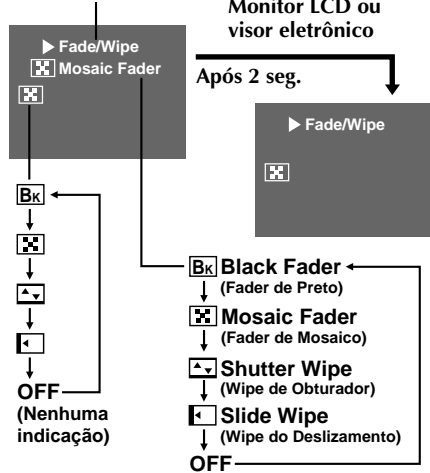 Monitor LCD ou
visor eletrônico
Fade/Wipe
Mosaic Fader
Após 2 seg.
Fade/Wipe
BK
OFF
(Nenhuma
indicação)
BK Black Fader
(Fader de Preto)
Mosaic Fader
(Fader de Mosaico)
Shutter Wipe
(Wipe de Obturador)
Slide Wipe
(Wipe do Deslizamento)
OFF